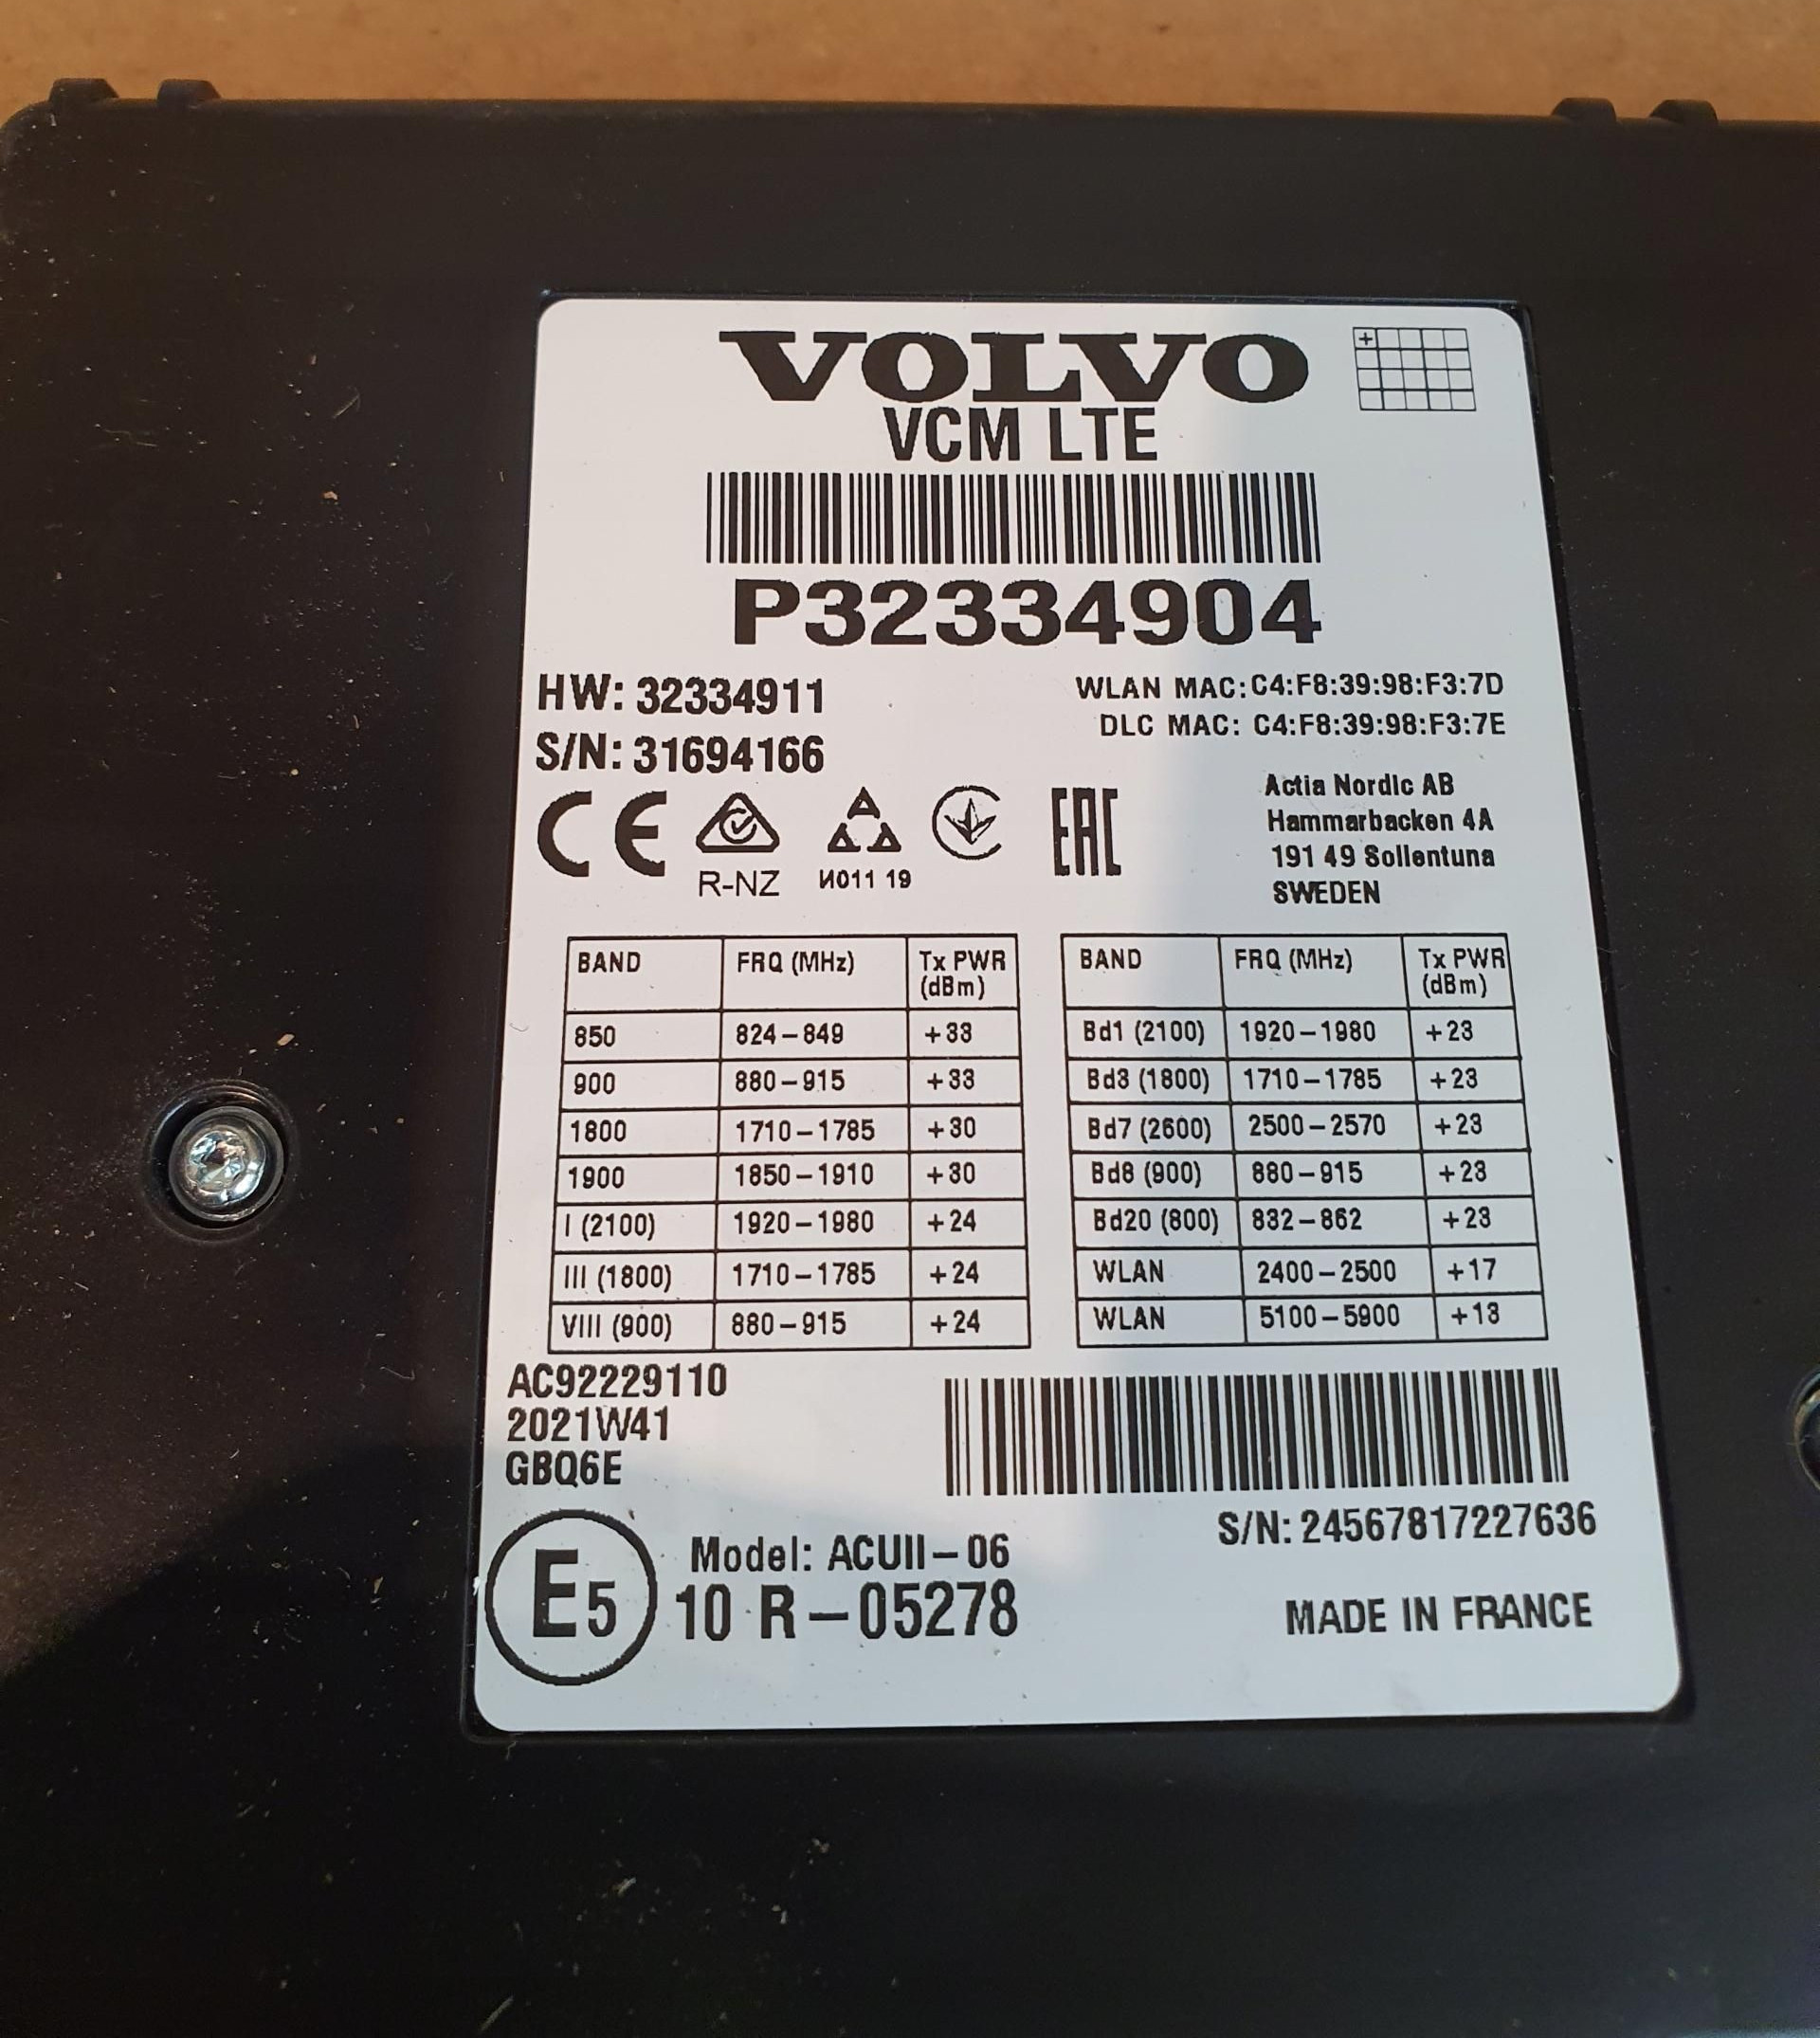 VOLVO
VCM LTE
P32334904
HW: 32334911
S/N: 31694166
WLAN MAC:C4:F8:39:98:F3:7D
DLC MAC: C4:F8:39:98:F3:7E
CE
R-NZ
И011 19
EAC
Actia Nordic AB
Hammarbacken 4A
191 49 Sollentuna
SWEDEN
BAND FRQ (MHz) Tx PWR (dBm)
850 824-849 +33
900 880-915 +33
1800 1710-1785 +30
1900 1850-1910 +30
I (2100) 1920-1980 +24
III (1800) 1710-1785 +24
VIII (900) 880-915 +24
BAND FRQ (MHz) Tx PWR (dBm)
Bd1 (2100) 1920-1980 +23
Bd3 (1800) 1710-1785 +23
Bd7 (2600) 2500-2570 +23
Bd8 (900) 880-915 +23
Bd20 (800) 832-862 +23
WLAN 2400-2500 +17
WLAN 5100-5900 +13
AC92229110
2021W41
GBQ6E
S/N: 24567817227636
E5
Model: ACUII-06
10 R-05278
MADE IN FRANCE